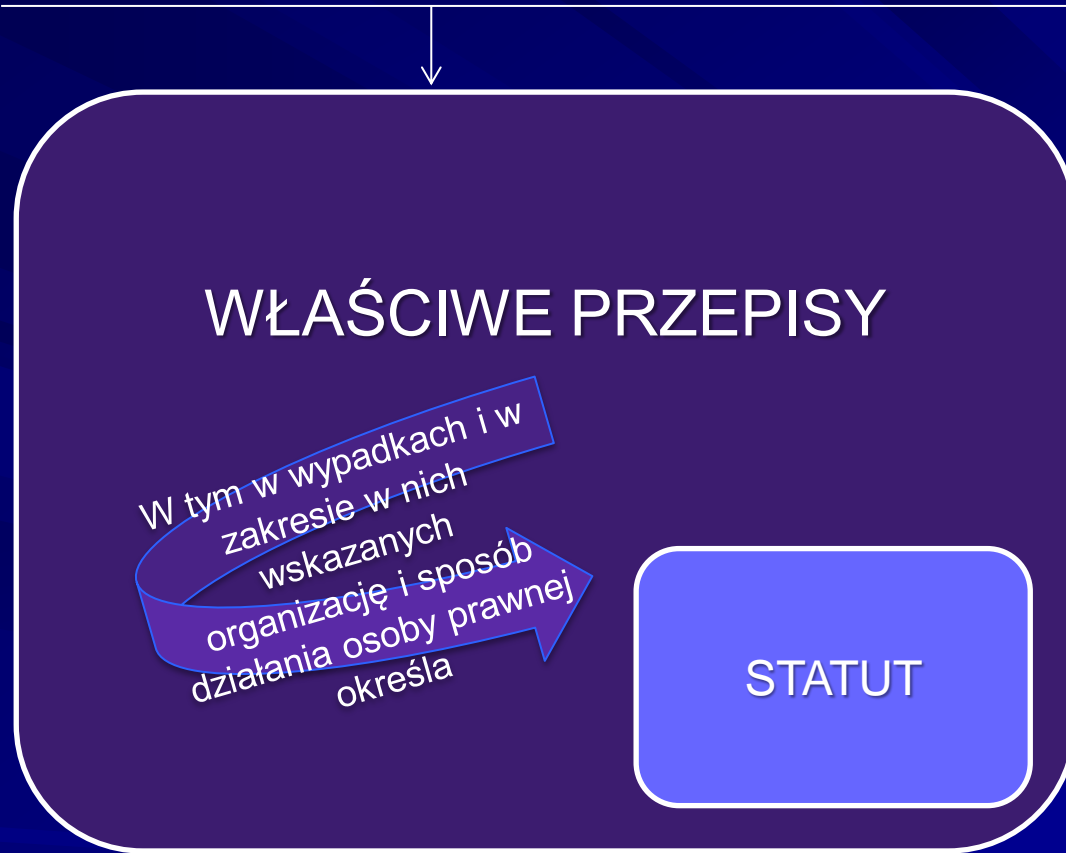 WŁAŚCIWE PRZEPISY
W tym w wypadkach i w
zakresie w nich
wskazanych
organizację i sposób
działania osoby prawnej
określa
STATUT